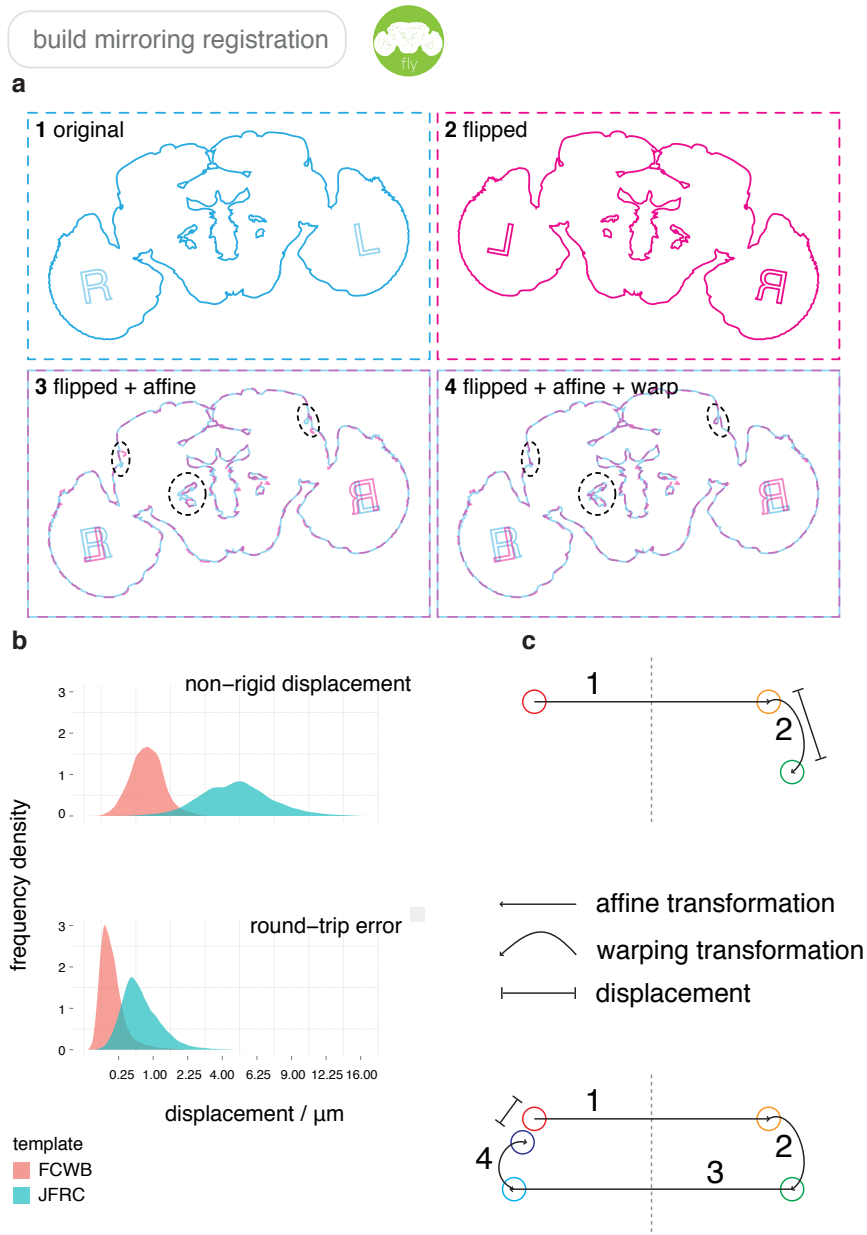 build mirroring registration
fly
a
1 original
2 flipped
L
R
L
R
3 flipped + affine
4 flipped + affine + warp
R
L
R
L
R
L
R
L
b
c
non-rigid displacement
3
2
1
0
frequency density
round-trip error
3
2
1
0
0.25 1.00 2.25 4.00 6.25 9.00 12.25 16.00
displacement / µm
template
FCWB
JFRC
1
2
affine transformation
warping transformation
displacement
1
2
4
3